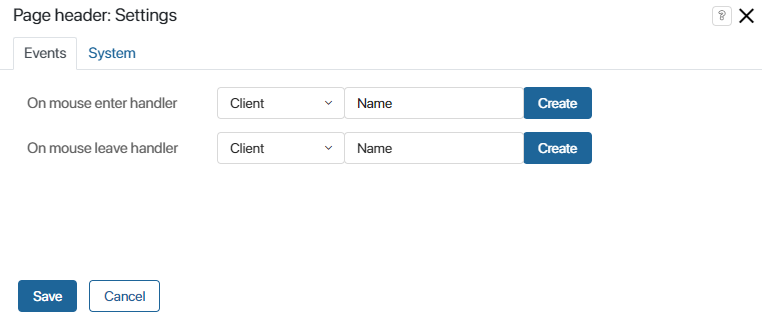 Page header: Settings ?
Events System
On mouse enter handler Client Name Create
On mouse leave handler Client Name Create
Save Cancel